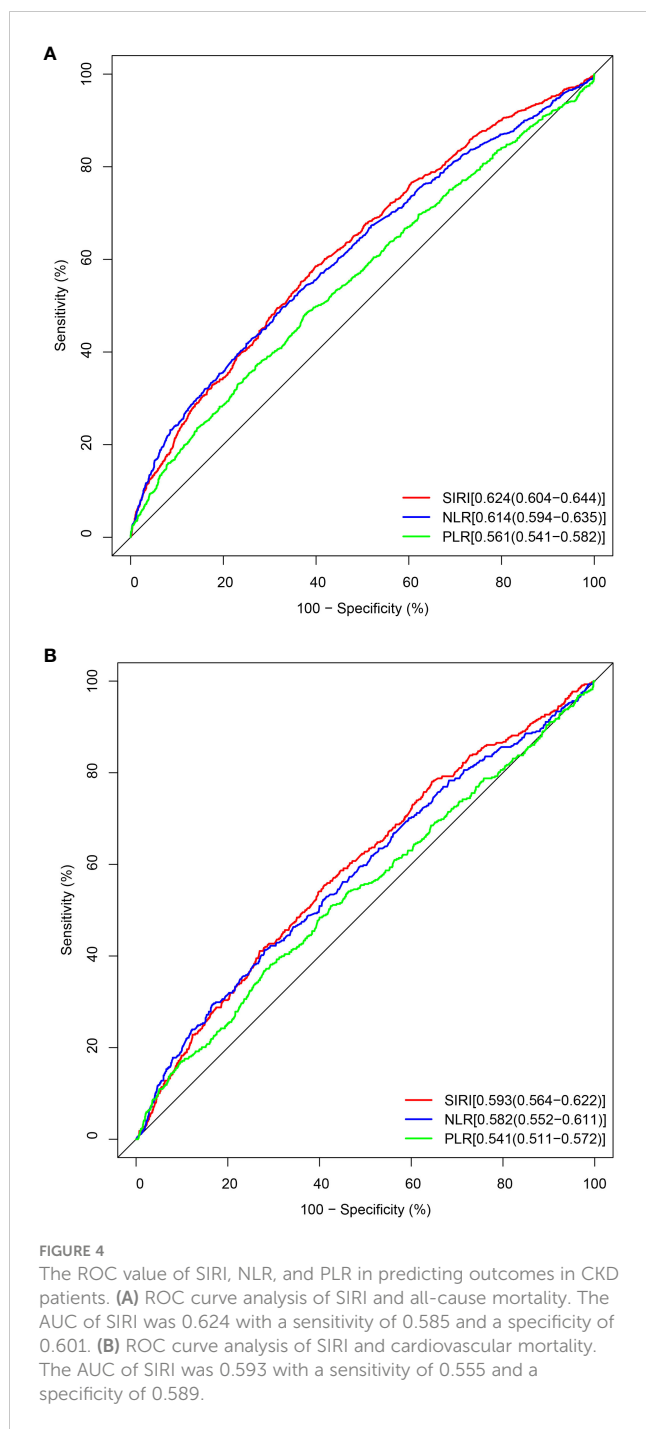 A
100
80
60
40
20
0
Sensitivity (%)
SIRI[0.624(0.604−0.644)]
NLR[0.614(0.594−0.635)]
PLR[0.561(0.541−0.582)]
0 20 40 60 80 100
100 − Specificity (%)
B
100
80
60
40
20
0
Sensitivity (%)
SIRI[0.593(0.564−0.622)]
NLR[0.582(0.552−0.611)]
PLR[0.541(0.511−0.572)]
0 20 40 60 80 100
100 − Specificity (%)
FIGURE 4
The ROC value of SIRI, NLR, and PLR in predicting outcomes in CKD
patients. (A) ROC curve analysis of SIRI and all-cause mortality. The
AUC of SIRI was 0.624 with a sensitivity of 0.585 and a specificity of
0.601. (B) ROC curve analysis of SIRI and cardiovascular mortality.
The AUC of SIRI was 0.593 with a sensitivity of 0.555 and a
specificity of 0.589.